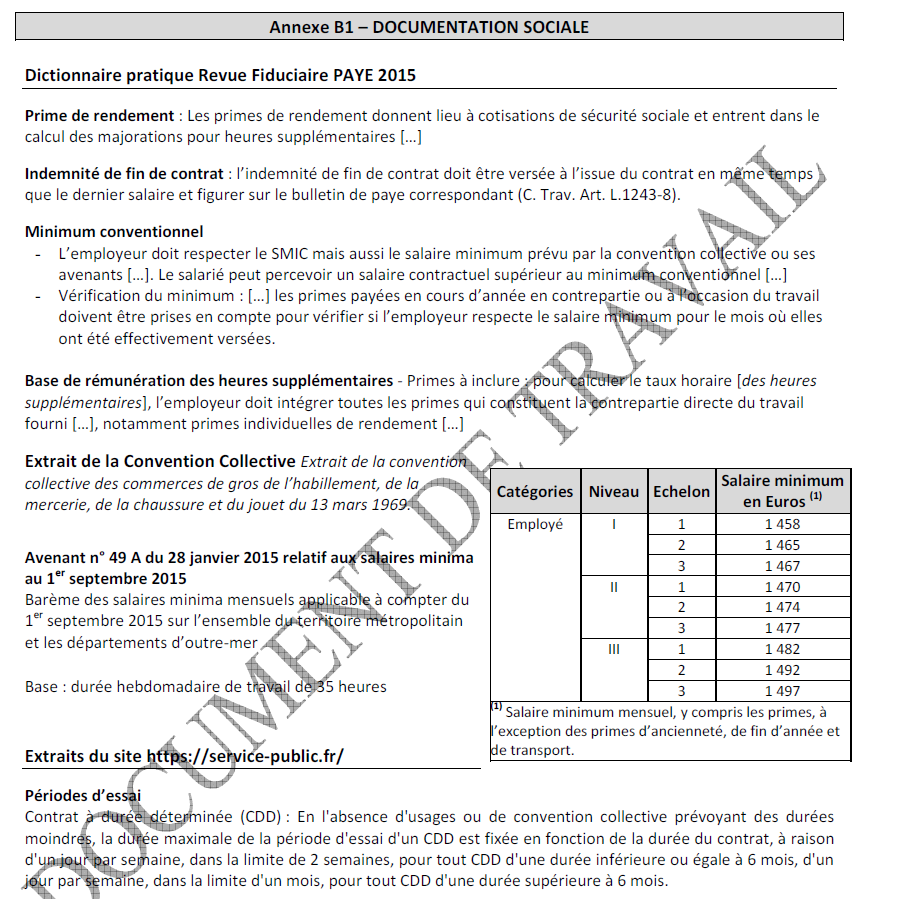 Annexe B1 – DOCUMENTATION SOCIALE
Dictionnaire pratique Revue Fiduciaire PAYE 2015
Prime de rendement : Les primes de rendement donnent lieu à cotisations de sécurité sociale et entrent dans le
calcul des majorations pour heures supplémentaires […]
Indemnité de fin de contrat : l’indemnité de fin de contrat doit être versée à l’issue du contrat en même temps
que le dernier salaire et figurer sur le bulletin de paye correspondant (C. Trav. Art. L.1243-8).
Minimum conventionnel
- L’employeur doit respecter le SMIC mais aussi le salaire minimum prévu par la convention collective ou ses
avenants […]. Le salarié peut percevoir un salaire contractuel supérieur au minimum conventionnel […]
- Vérification du minimum : […] les primes payées en cours d’année en contrepartie ou à l’occasion du travail
doivent être prises en compte pour vérifier si l’employeur respecte le salaire minimum pour le mois où elles
ont été effectivement versées.
Base de rémunération des heures supplémentaires - Primes à inclure : pour calculer le taux horaire [des heures
supplémentaires], l’employeur doit intégrer toutes les primes qui constituent la contrepartie directe du travail
fourni […], notamment primes individuelles de rendement […]
Extrait de la Convention Collective Extrait de la convention
collective des commerces de gros de l’habillement, de la
mercerie, de la chaussure et du jouet du 13 mars 1969.
Avenant n° 49 A du 28 janvier 2015 relatif aux salaires minima
au 1er septembre 2015
Barème des salaires minima mensuels applicable à compter du
1er septembre 2015 sur l’ensemble du territoire métropolitain
et les départements d’outre-mer
Base : durée hebdomadaire de travail de 35 heures
Catégories Niveau Echelon Salaire minimum
en Euros (1)
Employé I 1 1 458
2 1 465
3 1 467
II 1 1 470
2 1 474
3 1 477
III 1 1 482
2 1 492
3 1 497
(1) Salaire minimum mensuel, y compris les primes, à
l’exception des primes d’ancienneté, de fin d’année et
de transport.
Extraits du site https://service-public.fr/
Périodes d’essai
Contrat à durée déterminée (CDD) : En l'absence d'usages ou de convention collective prévoyant des durées
moindres, la durée maximale de la période d'essai d'un CDD est fixée en fonction de la durée du contrat, à raison
d'un jour par semaine, dans la limite de 2 semaines, pour tout CDD d'une durée inférieure ou égale à 6 mois, d'un
jour par semaine, dans la limite d'un mois, pour tout CDD d'une durée supérieure à 6 mois.
DOCUMENT DE TRAVAIL